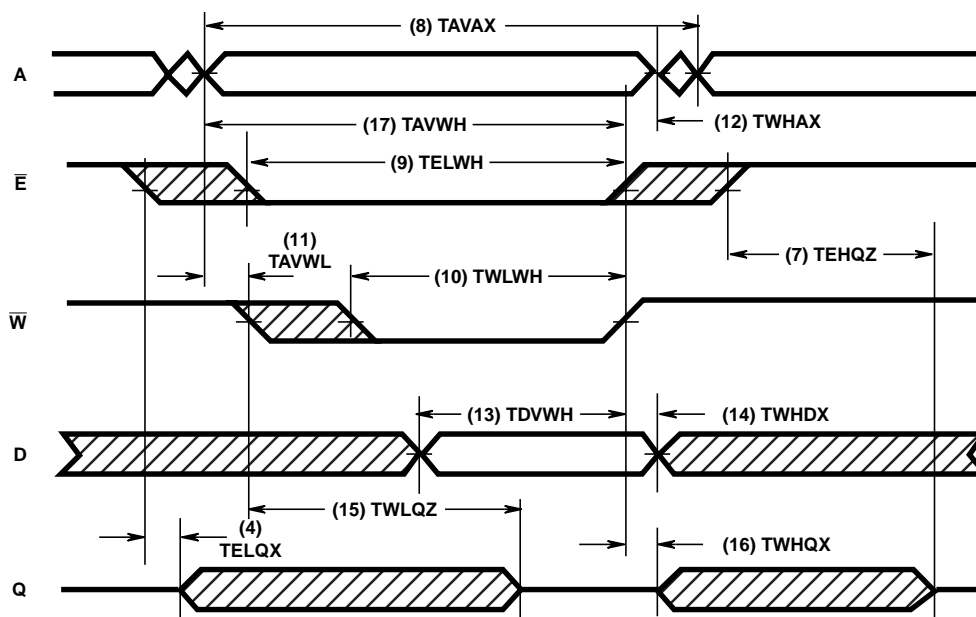 (8) TAVAX
A
(17) TAVWH
(12) TWHAX
E̅
(9) TELWH
(11)
TAVWL
(10) TWLWH
(7) TEHQZ
W̅
(13) TDVWH
(14) TWHDX
D
(15) TWLQZ
(4)
TELQX
(16) TWHQX
Q